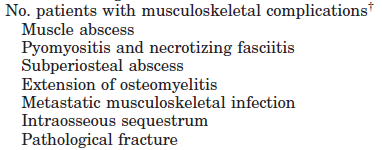 No. patients with musculoskeletal complications†
Muscle abscess
Pyomyositis and necrotizing fasciitis
Subperiosteal abscess
Extension of osteomyelitis
Metastatic musculoskeletal infection
Intraosseous sequestrum
Pathological fracture